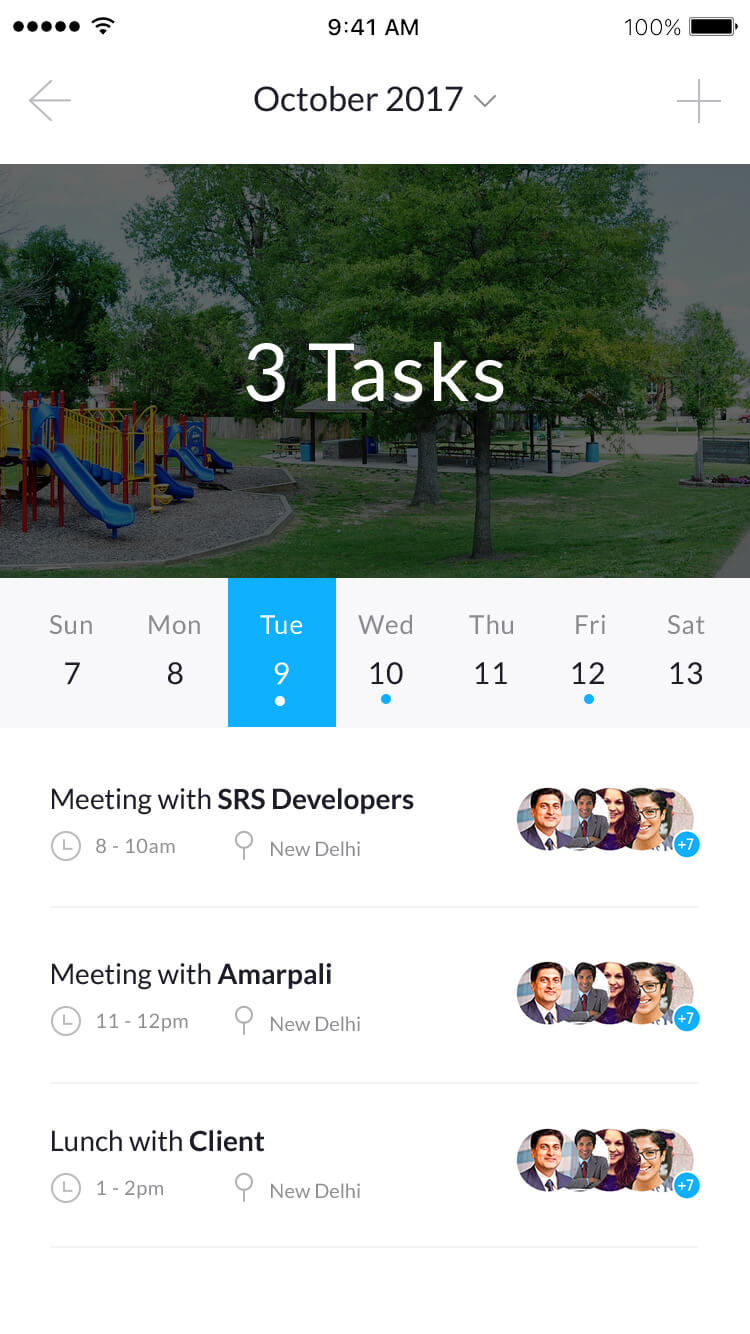 9:41 AM 100%
October 2017
3 Tasks
Sun Mon Tue Wed Thu Fri Sat
7 8 9 10 11 12 13
Meeting with SRS Developers
8 - 10am New Delhi
+7
Meeting with Amarpali
11 - 12pm New Delhi
+7
Lunch with Client
1 - 2pm New Delhi
+7